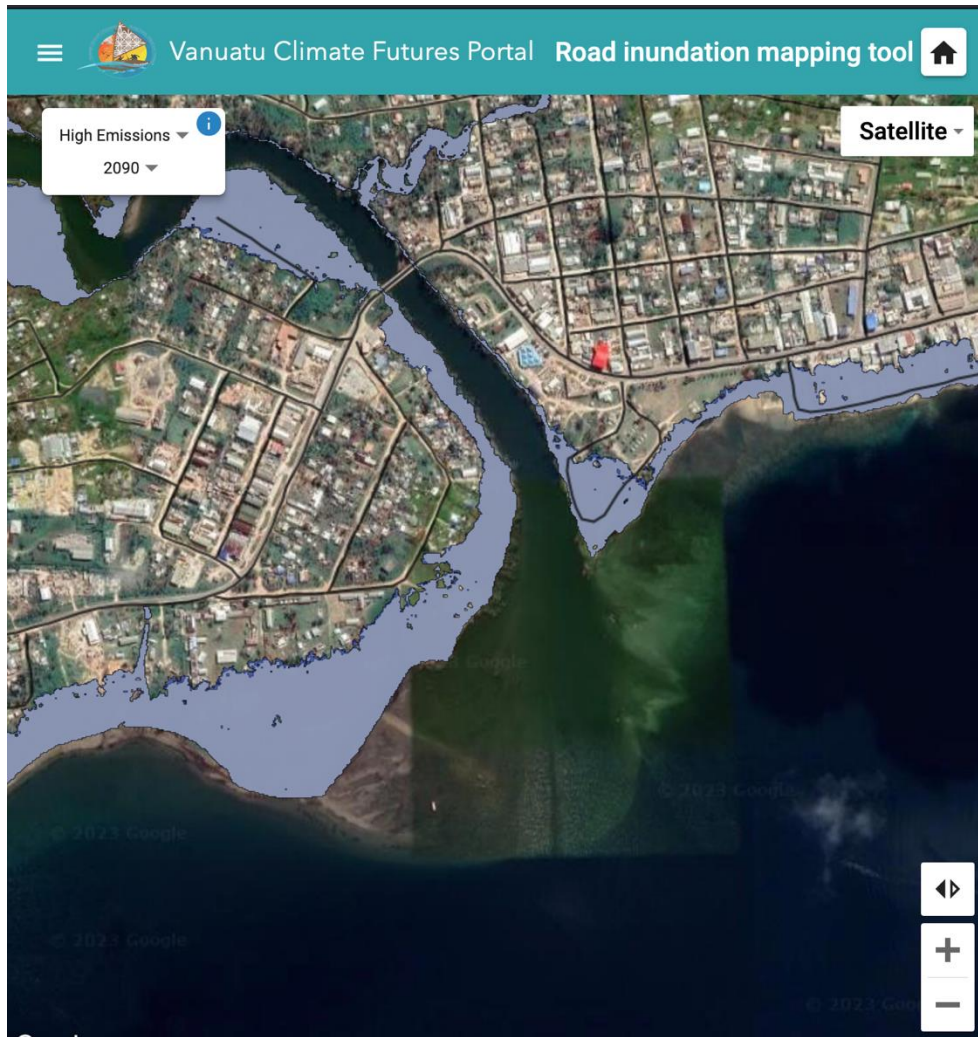 Vanuatu Climate Futures Portal Road inundation mapping tool
High Emissions
i
2090
Satellite
© 2023 Google
© 2023 Google
© 2023 Google
© 2023 Google